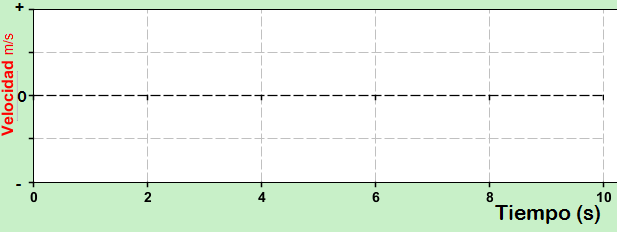 +
Velocidad m/s
0
-
0 2 4 6 8 10
Tiempo (s)